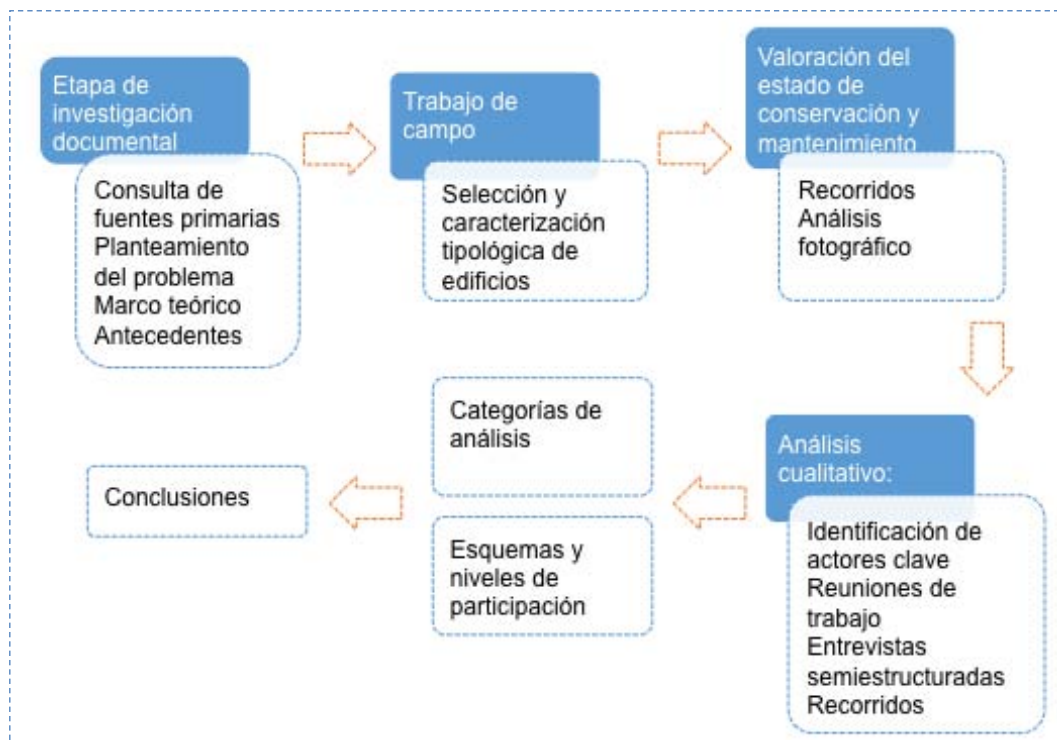 Etapa de
investigación
documental
Consulta de
fuentes primarias
Planteamiento
del problema
Marco teórico
Antecedentes
Trabajo de
campo
Selección y
caracterización
tipológica de
edificios
Valoración del
estado de
conservación y
mantenimiento
Recorridos
Análisis
fotográfico
Análisis
cualitativo:
Identificación de
actores clave
Reuniones de
trabajo
Entrevistas
semiestructuradas
Recorridos
Categorías de
análisis
Esquemas y
niveles de
participación
Conclusiones